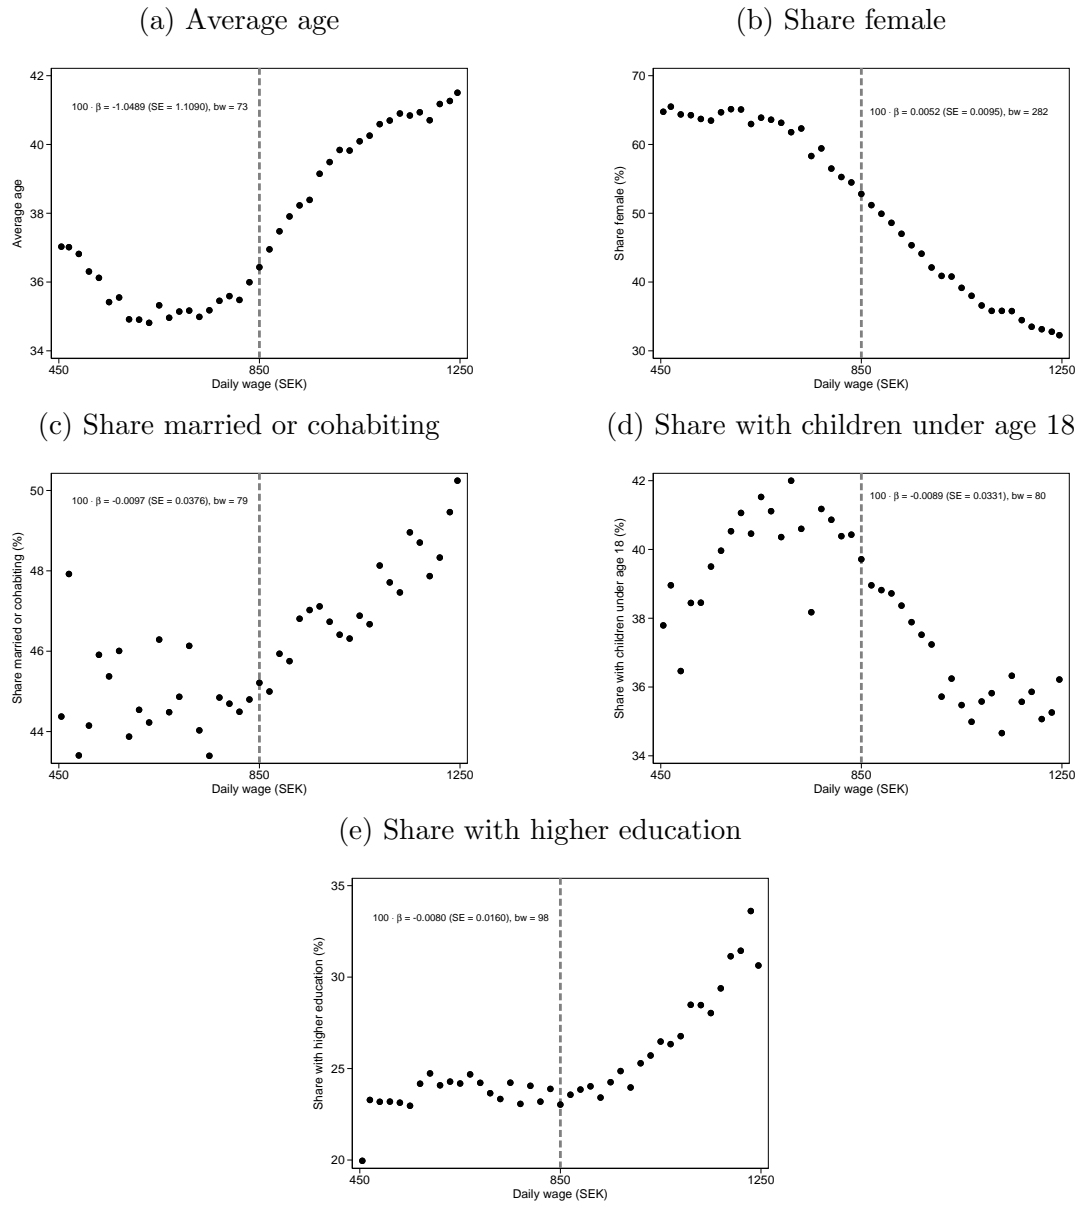 (a) Average age
(b) Share female
42
40
38
36
34
Average age
100 · β = -1.0489 (SE = 1.1090), bw = 73
450
850
1250
Daily wage (SEK)
70
60
50
40
30
Share female (%)
100 · β = 0.0052 (SE = 0.0095), bw = 282
450
850
1250
Daily wage (SEK)
(c) Share married or cohabiting
(d) Share with children under age 18
50
48
46
44
Share married or cohabiting (%)
100 · β = -0.0097 (SE = 0.0376), bw = 79
450
850
1250
Daily wage (SEK)
42
40
38
36
34
Share with children under age 18 (%)
100 · β = -0.0089 (SE = 0.0331), bw = 80
450
850
1250
Daily wage (SEK)
(e) Share with higher education
35
30
25
20
Share with higher education (%)
100 · β = -0.0080 (SE = 0.0160), bw = 98
450
850
1250
Daily wage (SEK)